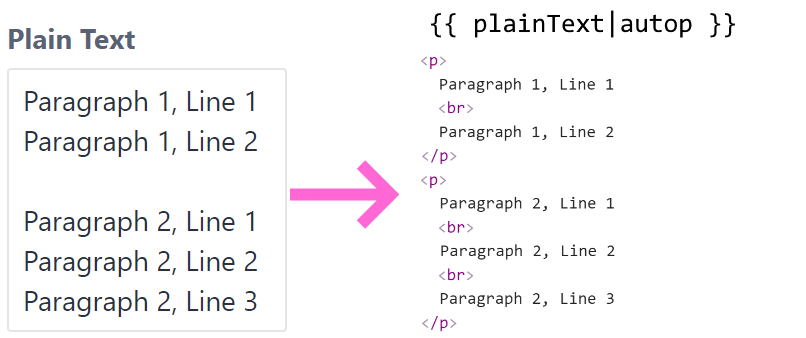 Plain Text
Paragraph 1, Line 1
Paragraph 1, Line 2
Paragraph 2, Line 1
Paragraph 2, Line 2
Paragraph 2, Line 3
{{ plainText|autop }}
<p>
Paragraph 1, Line 1
<br>
Paragraph 1, Line 2
</p>
<p>
Paragraph 2, Line 1
<br>
Paragraph 2, Line 2
<br>
Paragraph 2, Line 3
</p>